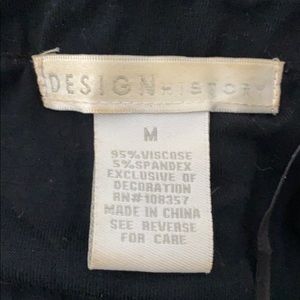 DESIGN HISTORY
M
95% VISCOSE
5% SPANDEX
EXCLUSIVE OF
DECORATION
RN#108357
MADE IN CHINA
SEE REVERSE
FOR CARE